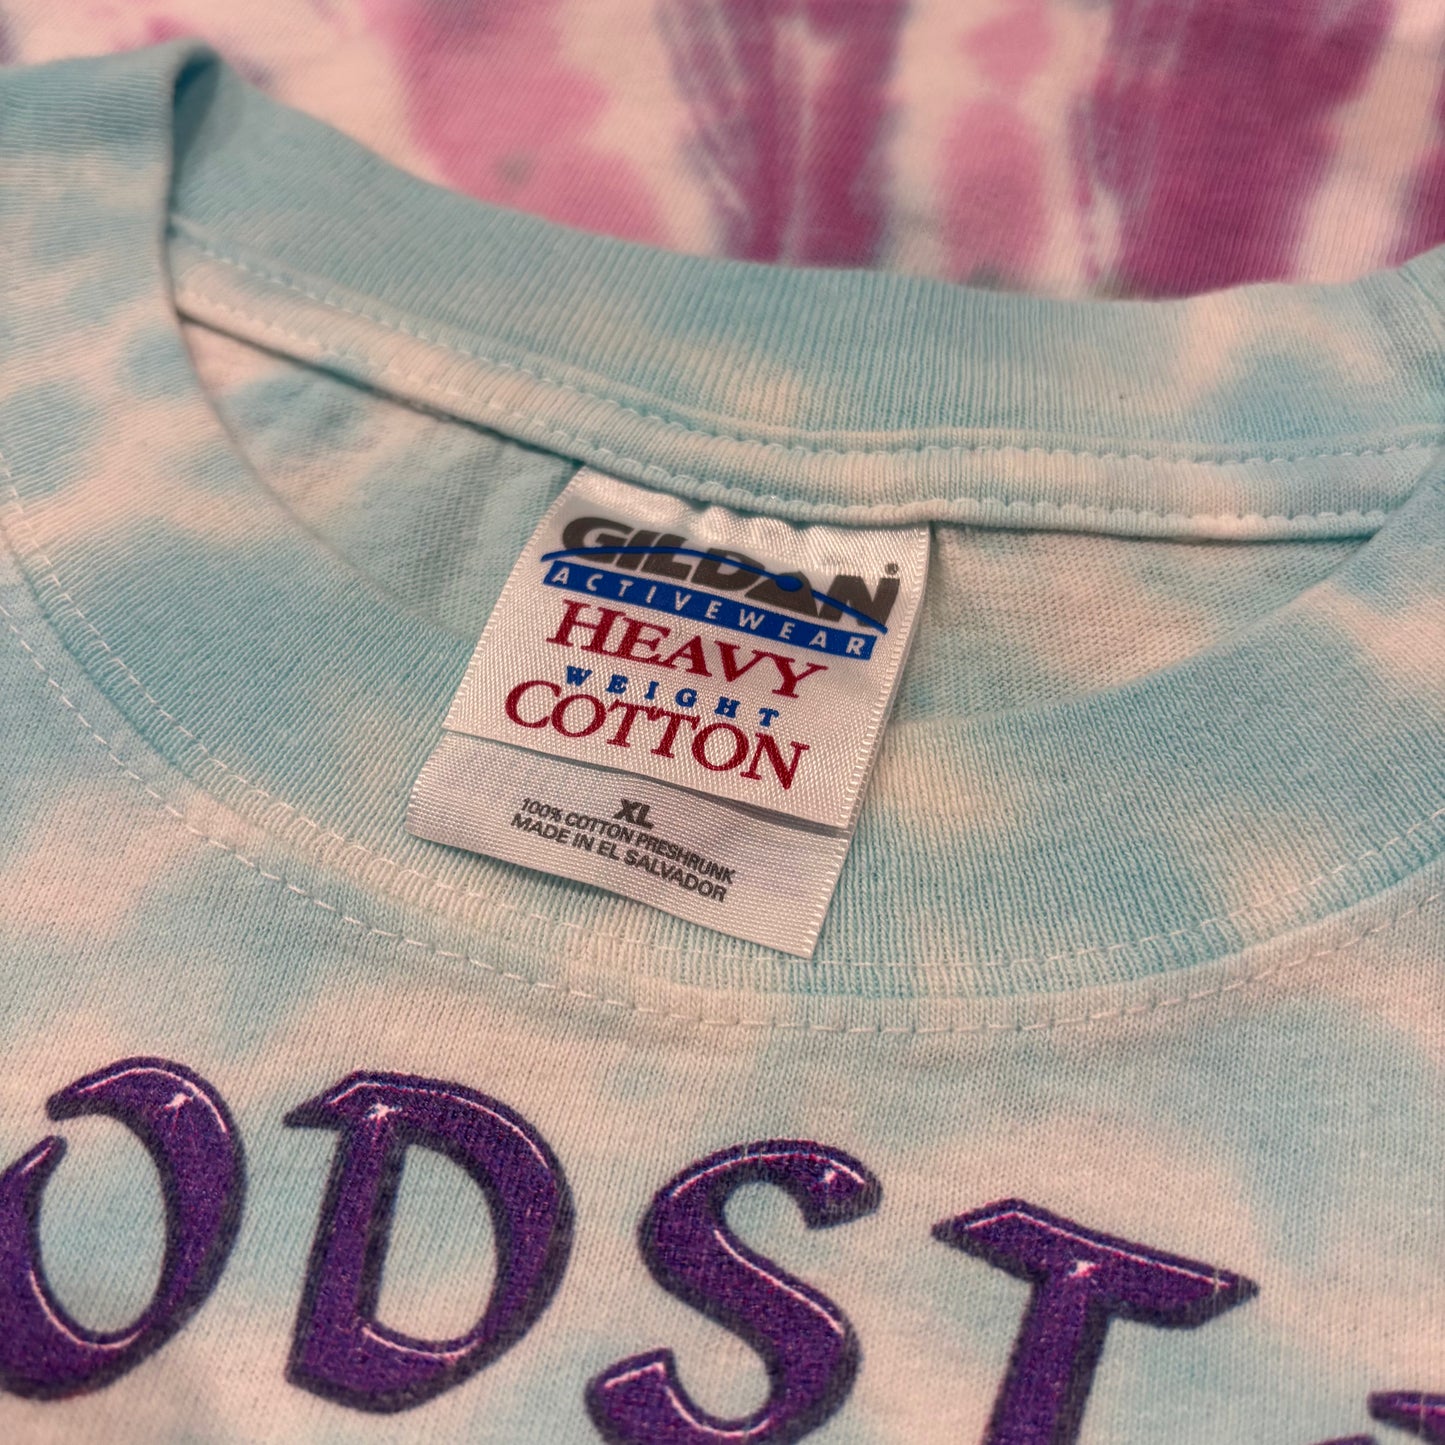 GILDAN
ACTIVEWEAR
HEAVY
WEIGHT
COTTON
XL
100% COTTON PRESHRUNK
MADE IN EL SALVADOR
ODST